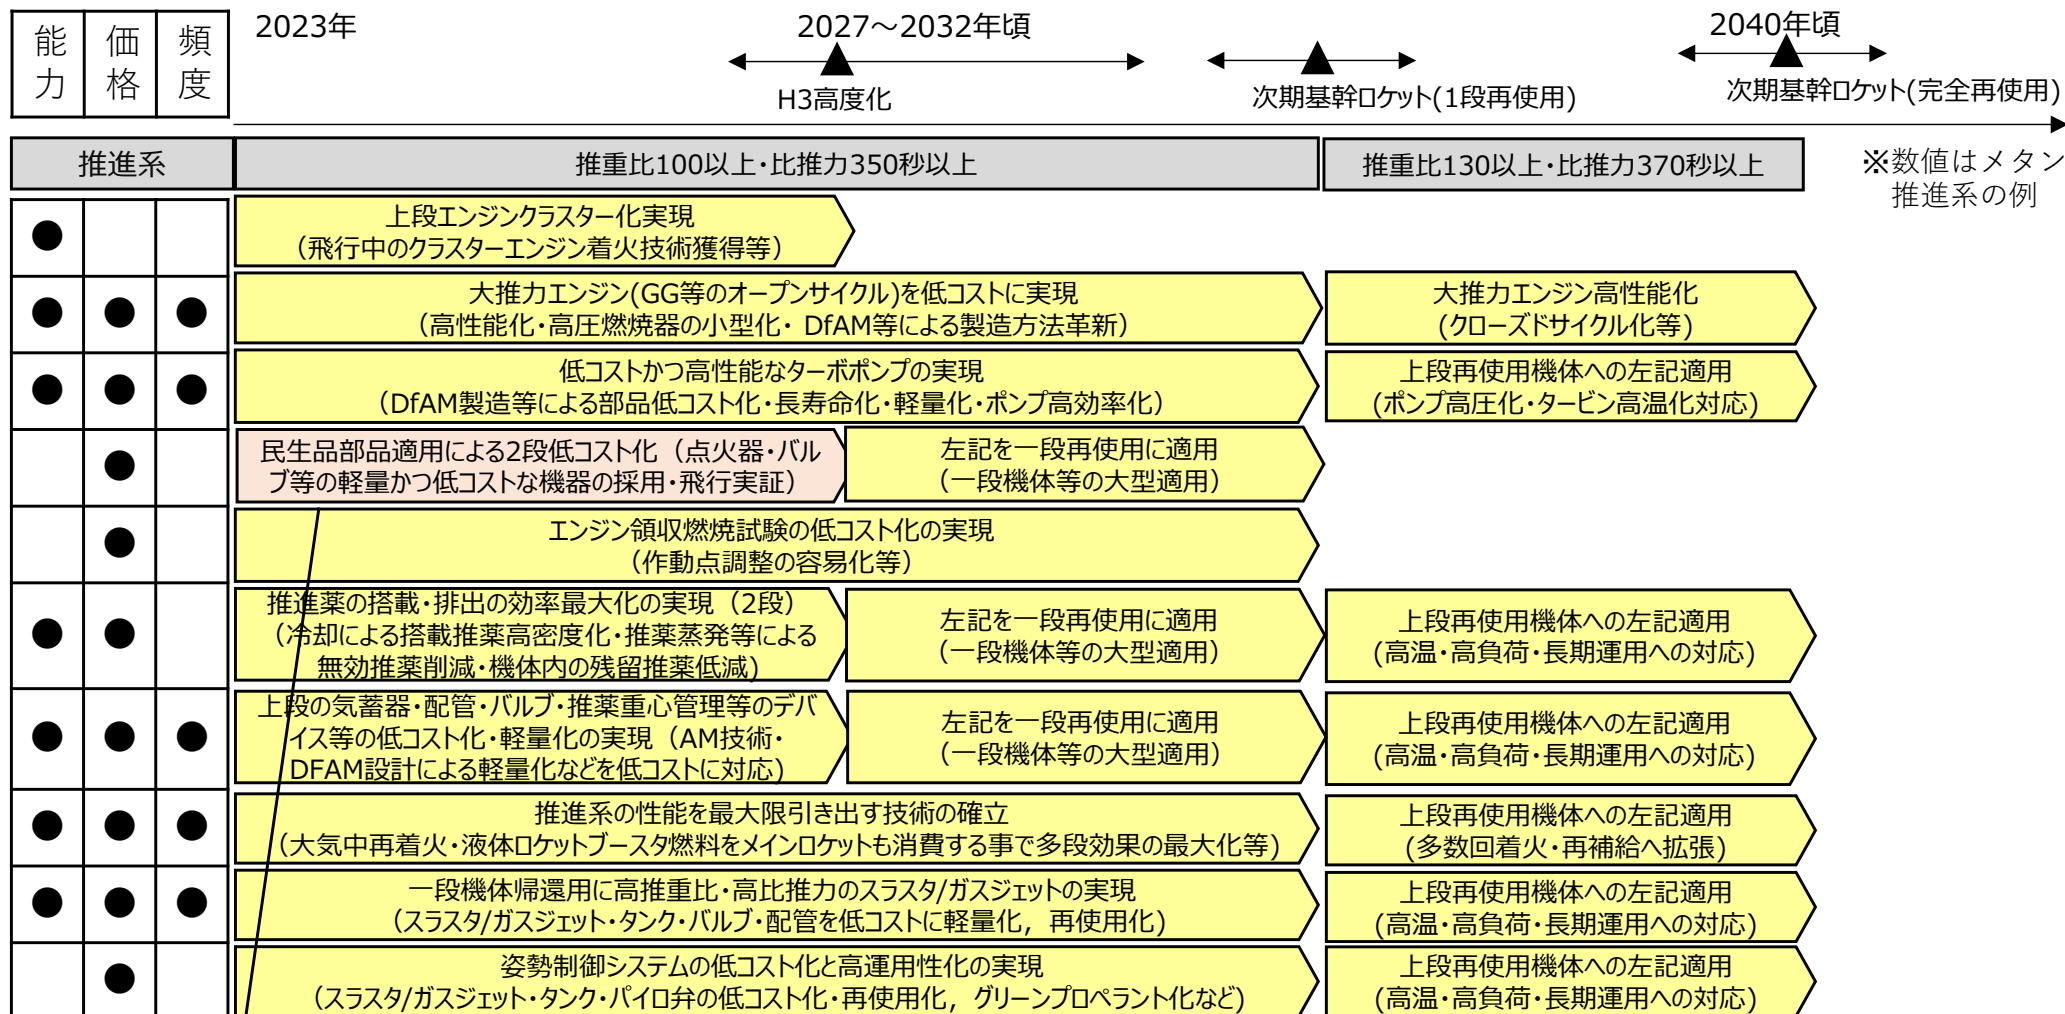 能力
価格
頻度
2023年
2027～2032年頃
2040年頃
H3高度化
次期基幹ロケット(1段再使用)
次期基幹ロケット(完全再使用)
推進系
推重比100以上・比推力350秒以上
推重比130以上・比推力370秒以上
※数値はメタン
推進系の例
●
上段エンジンクラスター化実現
（飛行中のクラスターエンジン着火技術獲得等）
● ● ●
大推力エンジン(GG等のオープンサイクル)を低コストに実現
（高性能化・高圧燃焼器の小型化・ DfAM等による製造方法革新）
大推力エンジン高性能化
(クローズドサイクル化等)
● ● ●
低コストかつ高性能なターボポンプの実現
（DfAM製造等による部品低コスト化・長寿命化・軽量化・ポンプ高効率化）
上段再使用機体への左記適用
(ポンプ高圧化・タービン高温化対応)
●
民生品部品適用による2段低コスト化（点火器・バル
ブ等の軽量かつ低コストな機器の採用・飛行実証）
左記を一段再使用に適用
（一段機体等の大型適用）
●
エンジン領収燃焼試験の低コスト化の実現
（作動点調整の容易化等）
● ●
推進薬の搭載・排出の効率最大化の実現（2段）
（冷却による搭載推薬高密度化・推薬蒸発等による
無効推薬削減・機体内の残留推薬低減)
左記を一段再使用に適用
（一段機体等の大型適用）
上段再使用機体への左記適用
(高温・高負荷・長期運用への対応)
● ● ●
上段の気蓄器・配管・バルブ・推薬重心管理等のデバ
イス等の低コスト化・軽量化の実現（AM技術・
DFAM設計による軽量化などを低コストに対応)
左記を一段再使用に適用
（一段機体等の大型適用）
上段再使用機体への左記適用
(高温・高負荷・長期運用への対応)
● ● ●
推進系の性能を最大限引き出す技術の確立
（大気中再着火・液体ロケットブースタ燃料をメインロケットも消費する事で多段効果の最大化等）
上段再使用機体への左記適用
（多数回着火・再補給へ拡張）
● ● ●
一段機体帰還用に高推重比・高比推力のスラスタ/ガスジェットの実現
（スラスタ/ガスジェット・タンク・バルブ・配管を低コストに軽量化，再使用化）
上段再使用機体への左記適用
(高温・高負荷・長期運用への対応)
●
姿勢制御システムの低コスト化と高運用性化の実現
（スラスタ/ガスジェット・タンク・パイロ弁の低コスト化・再使用化，グリーンプロペラント化など)
上段再使用機体への左記適用
(高温・高負荷・長期運用への対応)